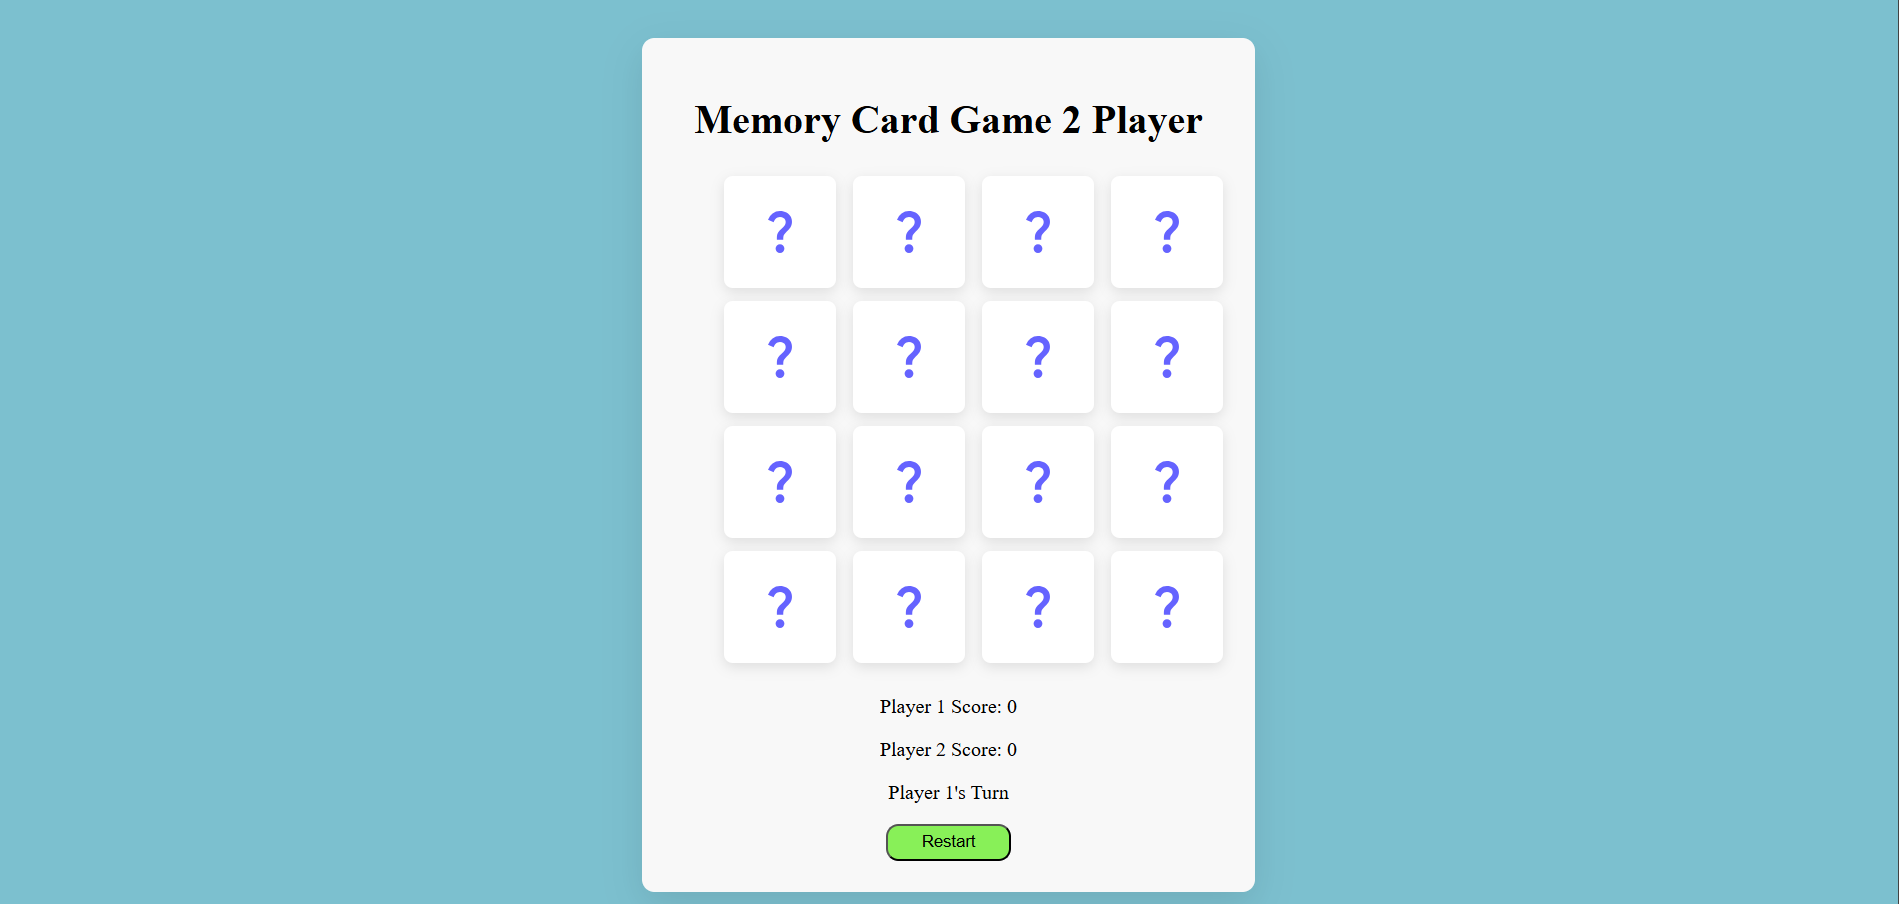 Memory Card Game 2 Player
? ? ? ?
? ? ? ?
? ? ? ?
? ? ? ?
Player 1 Score: 0
Player 2 Score: 0
Player 1's Turn
Restart